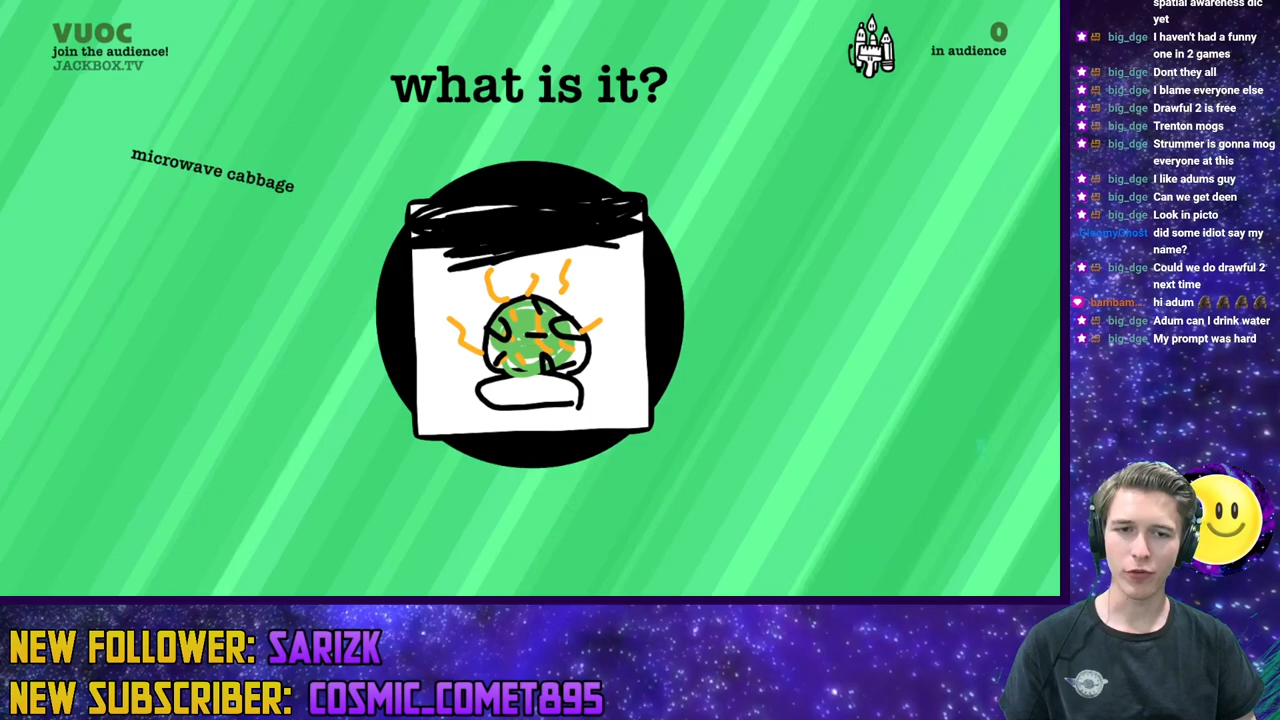 VUOC
join the audience!
JACKBOX.TV
0
in audience
what is it?
microwave cabbage
spatial awareness dic
yet
big_dge I haven't had a funny
one in 2 games
big_dge Dont they all
big_dge I blame everyone else
big_dge Drawful 2 is free
big_dge Trenton mogs
big_dge Strummer is gonna mog
everyone at this
big_dge I like adums guy
big_dge Can we get deen
big_dge Look in picto
GloomyGhost did some idiot say my
name?
big_dge Could we do drawful 2
next time
bambam... hi adum
big_dge Adum can I drink water
big_dge My prompt was hard
NEW FOLLOWER: SARIZK
NEW SUBSCRIBER: COSMIC_COMET895